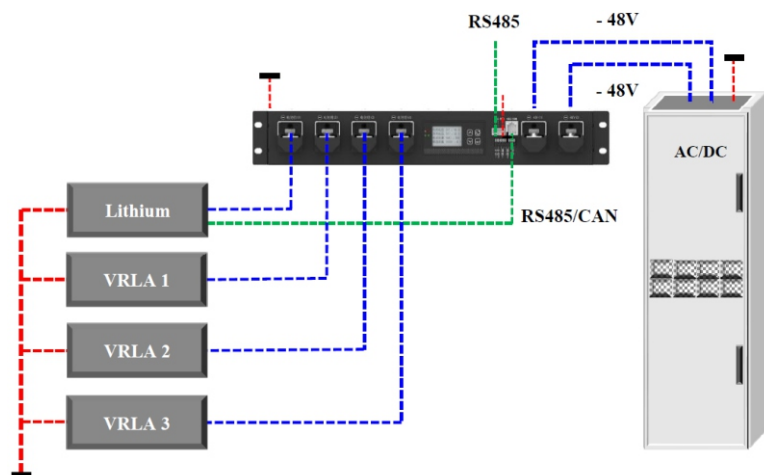 RS485
- 48V
- 48V
AC/DC
Lithium
RS485/CAN
VRLA 1
VRLA 2
VRLA 3